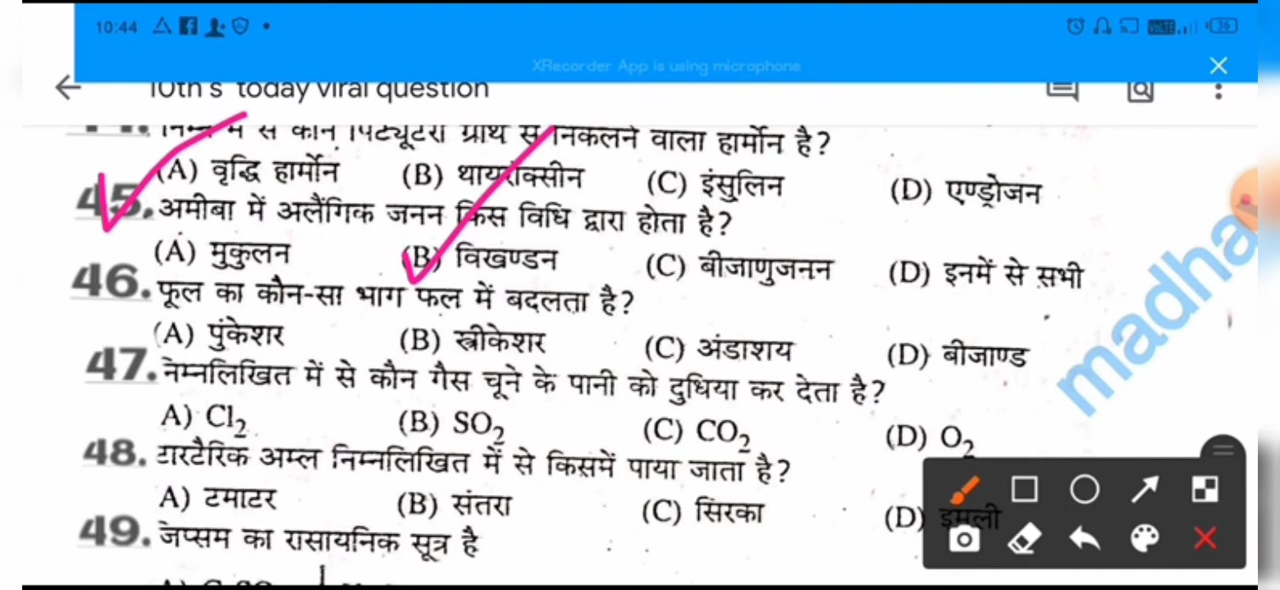 10:44
36
XRecorder App is using microphone
10th's today viral question
निम्न में से कौन पिट्यूटरी ग्रंथि से निकलने वाला हार्मोन है?
(A) वृद्धि हार्मोन (B) थायरॉक्सीन (C) इंसुलिन (D) एण्ड्रोजन
45. अमीबा में अलैंगिक जनन किस विधि द्वारा होता है?
(A) मुकुलन (B) विखण्डन (C) बीजाणुजनन (D) इनमें से सभी
46. फूल का कौन-सा भाग फल में बदलता है?
(A) पुंकेशर (B) स्त्रीकेशर (C) अंडाशय (D) बीजाण्ड
47. नेम्नलिखित में से कौन गैस चूने के पानी को दुधिया कर देता है?
A) Cl₂ (B) SO₂ (C) CO₂ (D) O₂
48. टारटैरिक अम्ल निम्नलिखित में से किसमें पाया जाता है?
A) टमाटर (B) संतरा (C) सिरका (D) इमली
49. जेप्सम का रासायनिक सूत्र है
madha